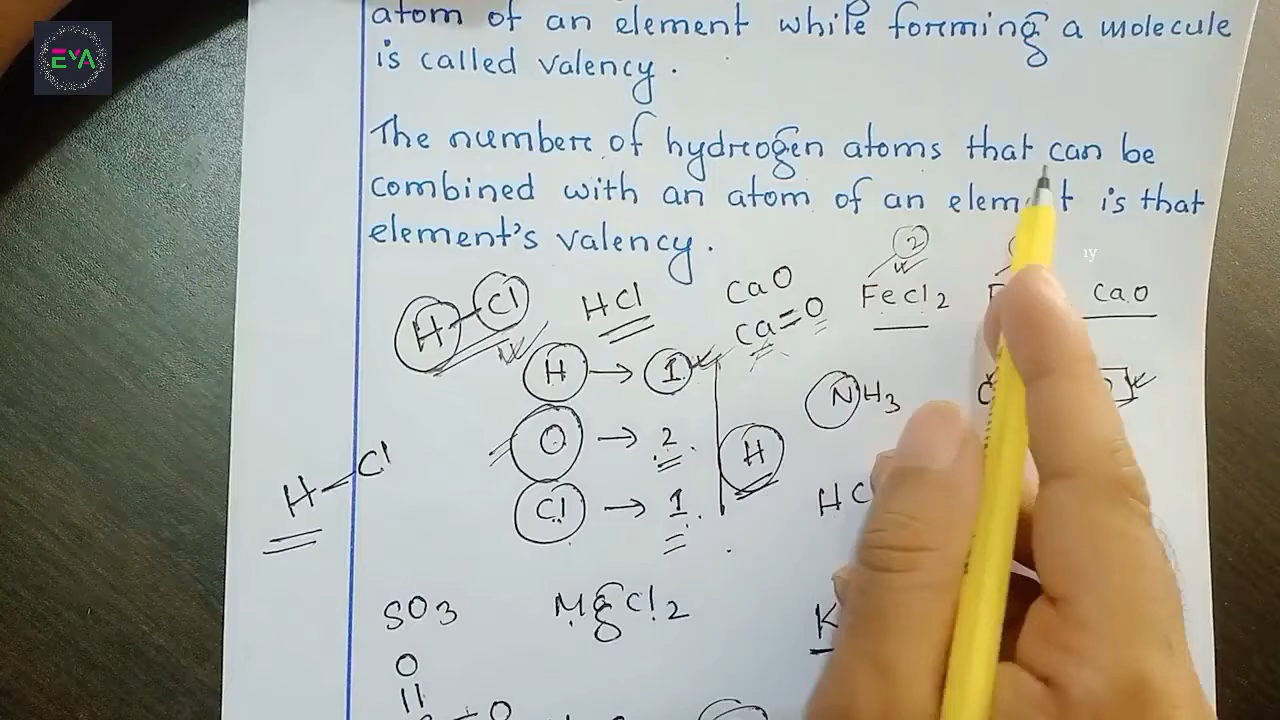 EYA
atom of an element while forming a molecule
is called valency.
The number of hydrogen atoms that can be
combined with an atom of an element is that
element's valency.
2
H-Cl HCl CaO FeCl2 CaO
Ca=O
H → 1
NH3
O → 2
H
H-Cl
Cl → 1
SO3 MgCl2 K
O
O